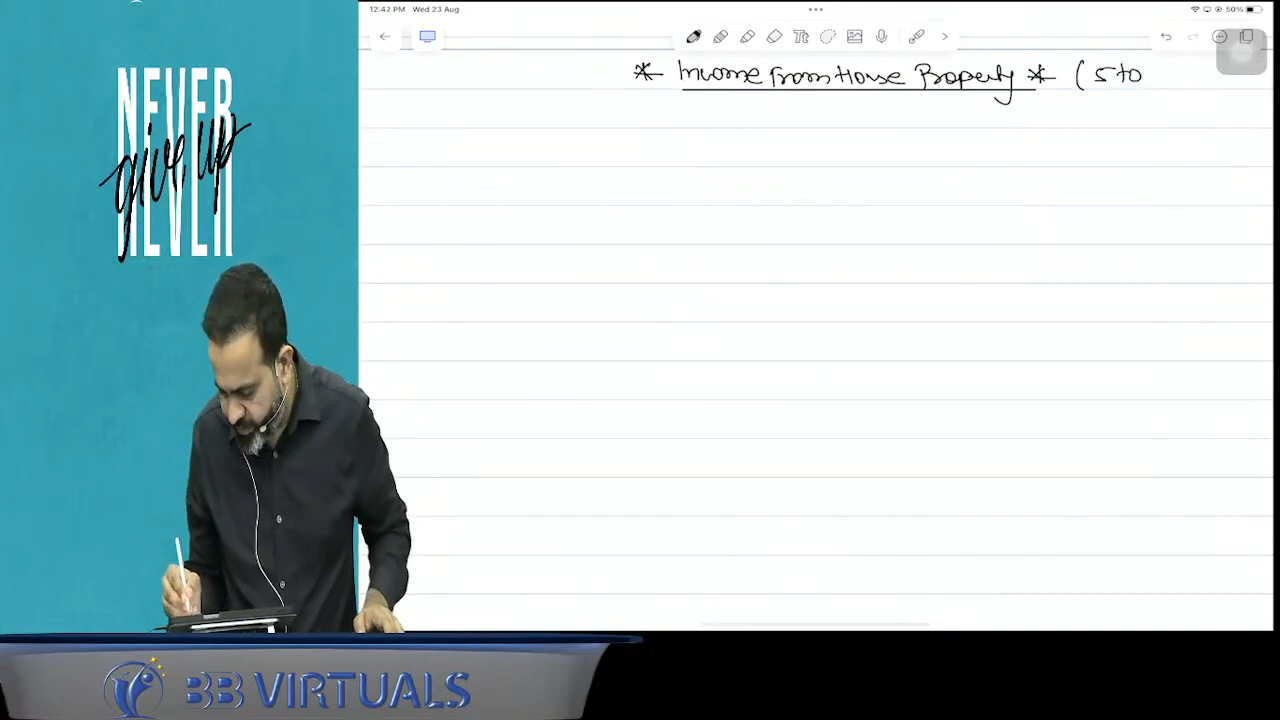 12:42 PM Wed 23 Aug
50%
* Income from House Property * ( 5 to
NEVER
give up
NEVER
BB VIRTUALS